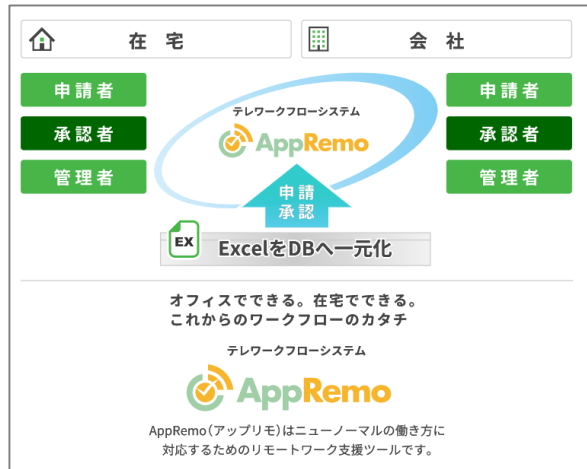 在 宅
会 社
申請者
承認者
管理者
テレワークフローシステム
AppRemo
申請者
承認者
管理者
申請
承認
EX
ExcelをDBへ一元化
オフィスでできる。在宅でできる。
これからのワークフローのカタチ
テレワークフローシステム
AppRemo
AppRemo(アップリモ)はニューノーマルの働き方に
対応するためのリモートワーク支援ツールです。